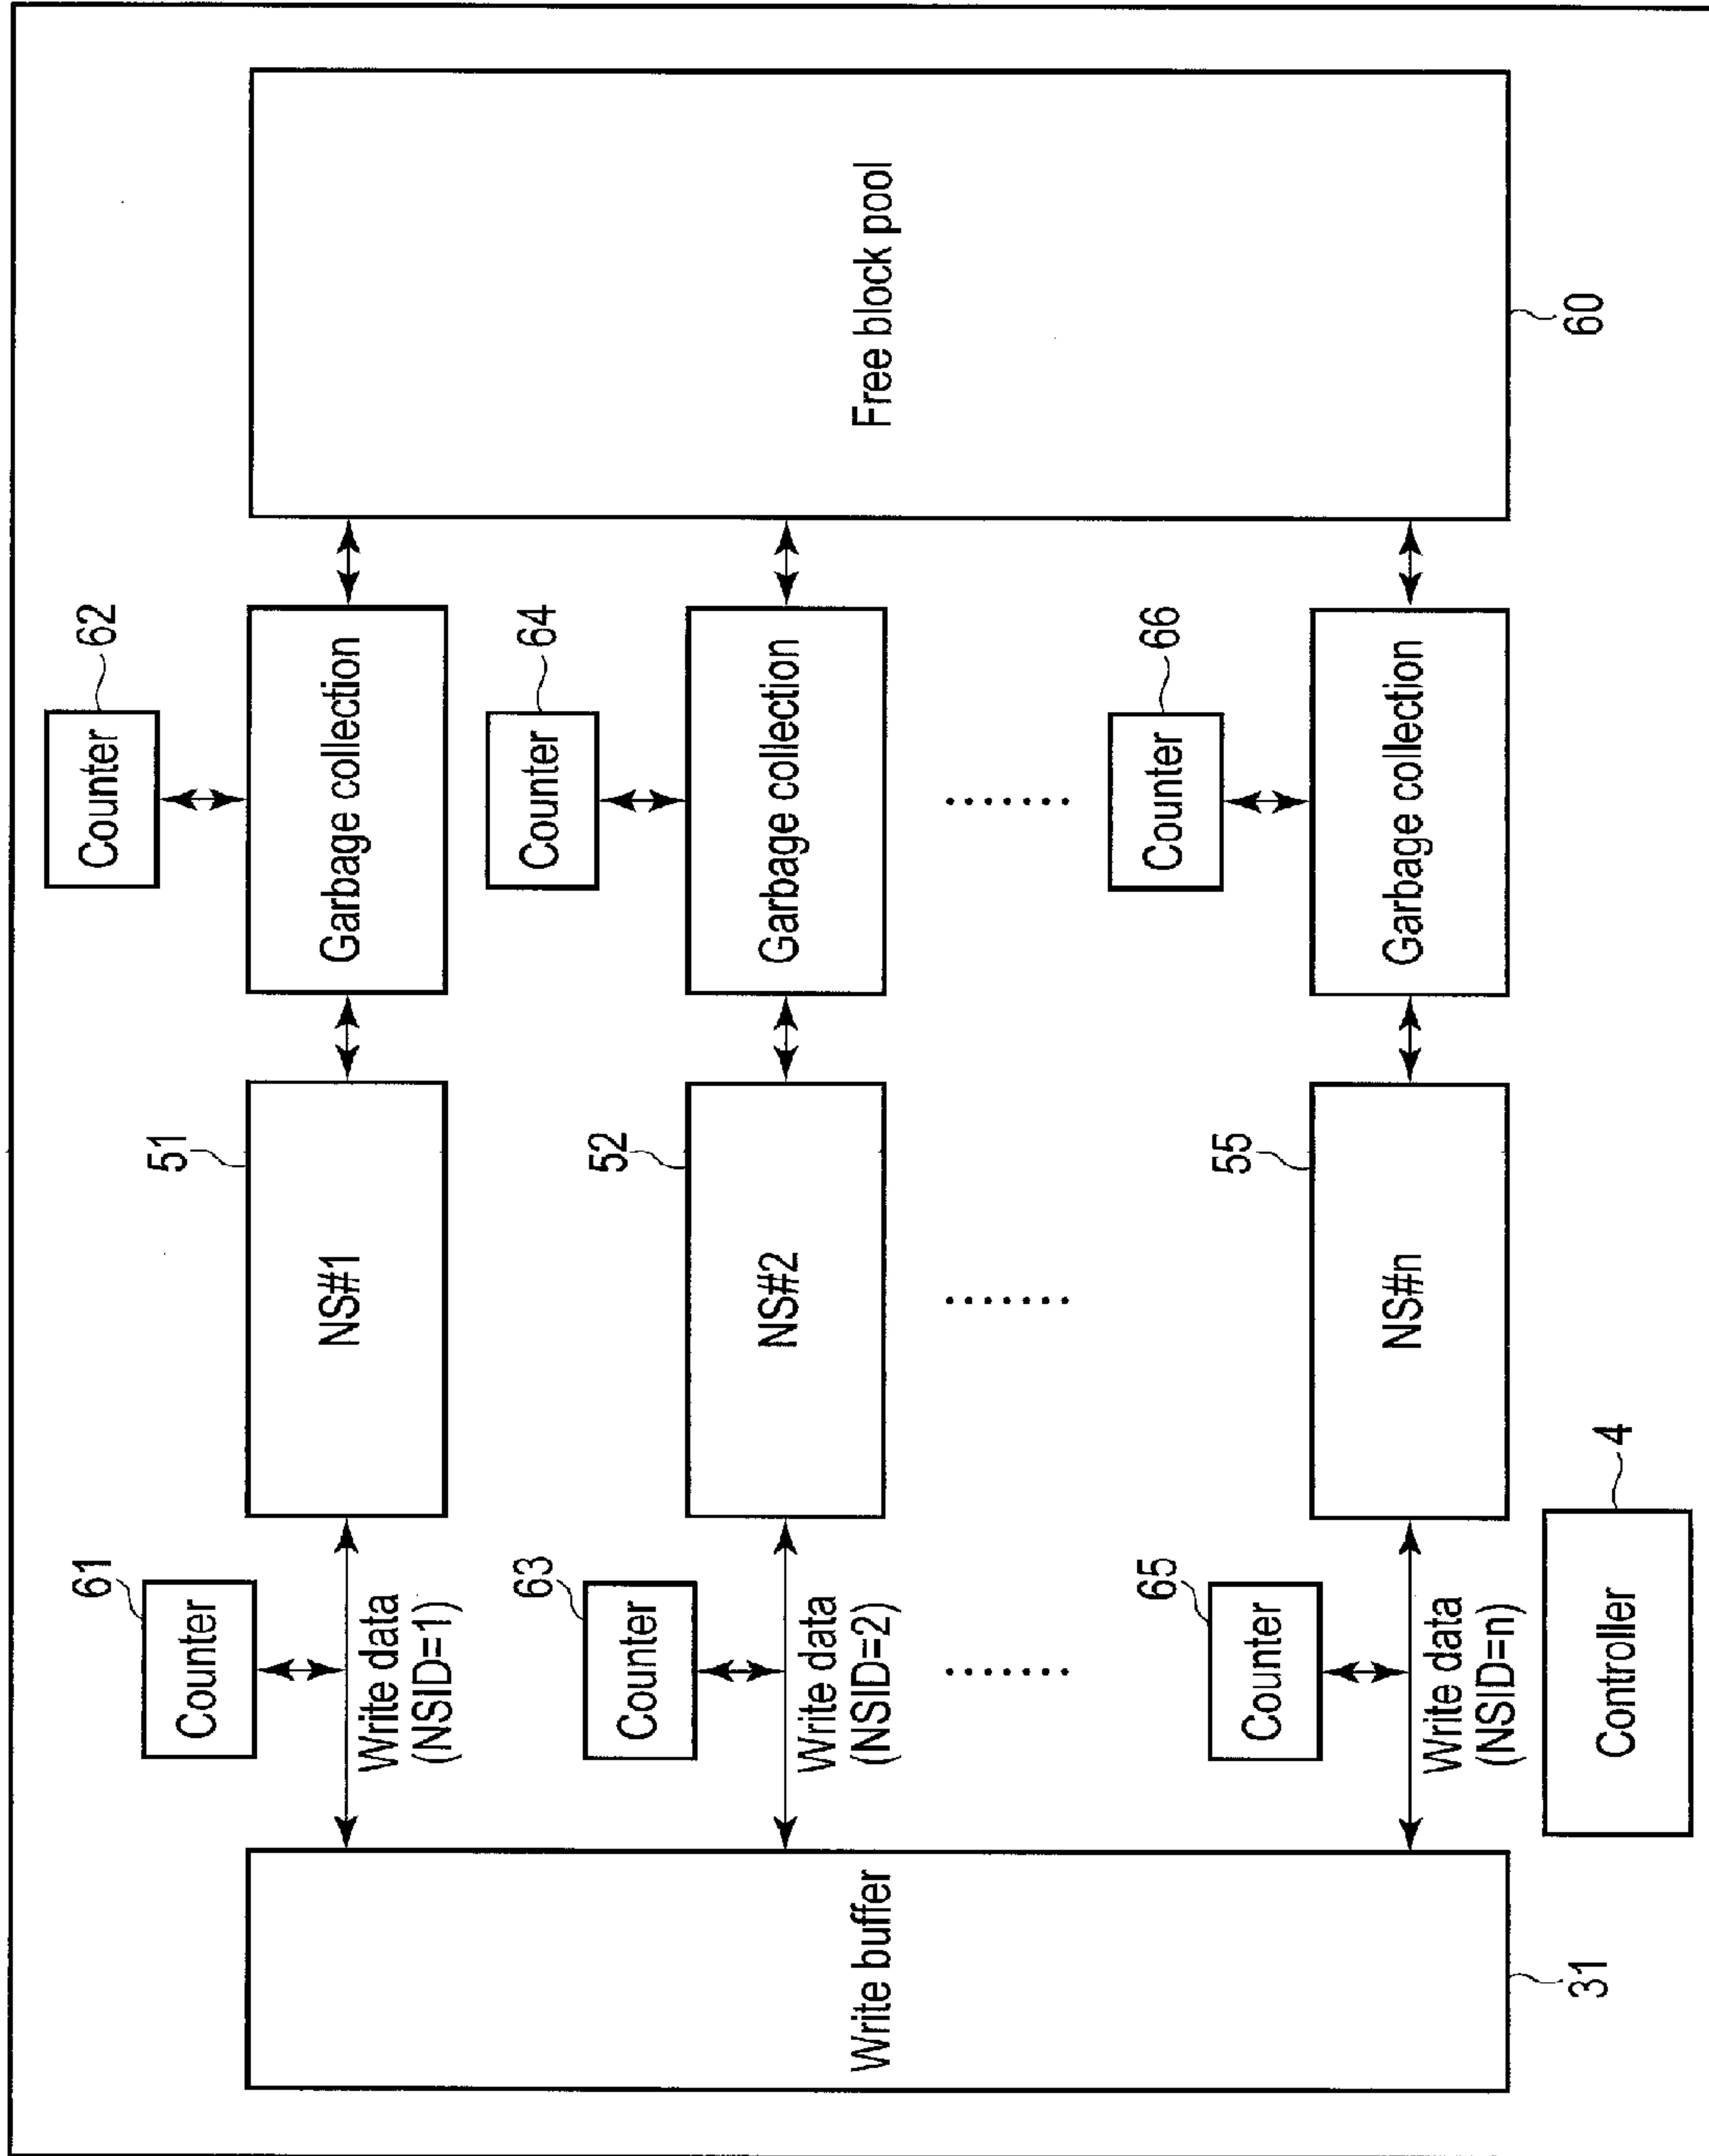 62
Counter
64
Counter
66
Counter
Garbage collection
Garbage collection
Garbage collection
Free block pool
60
51
NS#1
52
NS#2
55
NS#n
.......
.......
.......
61
Counter
Write data
(NSID=1)
63
Counter
Write data
(NSID=2)
65
Counter
Write data
(NSID=n)
Write buffer
31
4
Controller